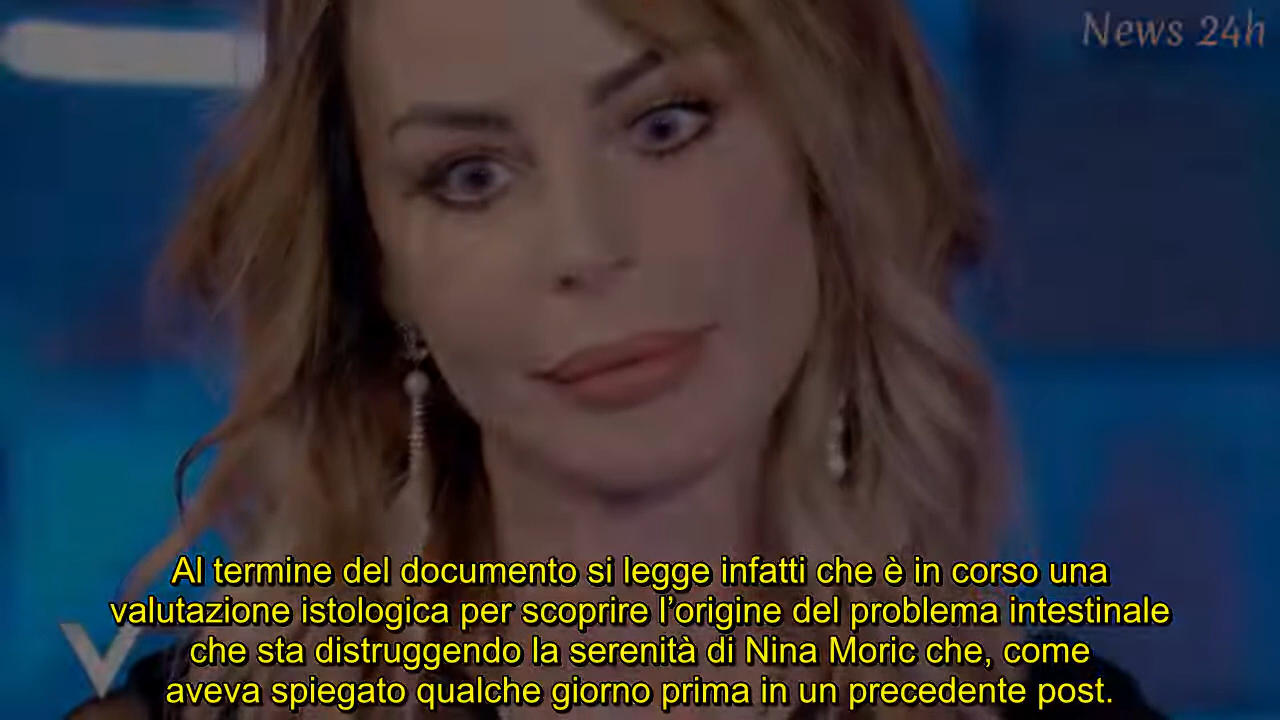 News 24h
Al termine del documento si legge infatti che è in corso una
valutazione istologica per scoprire l’origine del problema intestinale
che sta distruggendo la serenità di Nina Moric che, come
aveva spiegato qualche giorno prima in un precedente post.